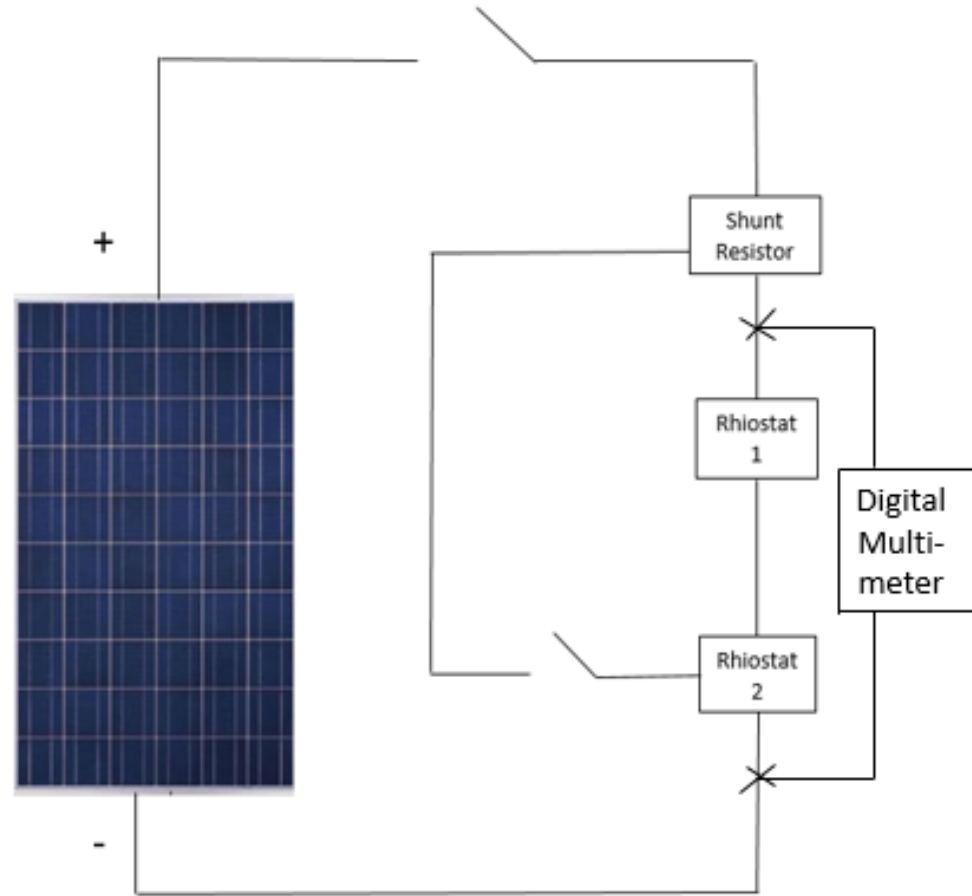 +
Shunt
Resistor
Rhiostat
1
Digital
Multi-
meter
Rhiostat
2
-